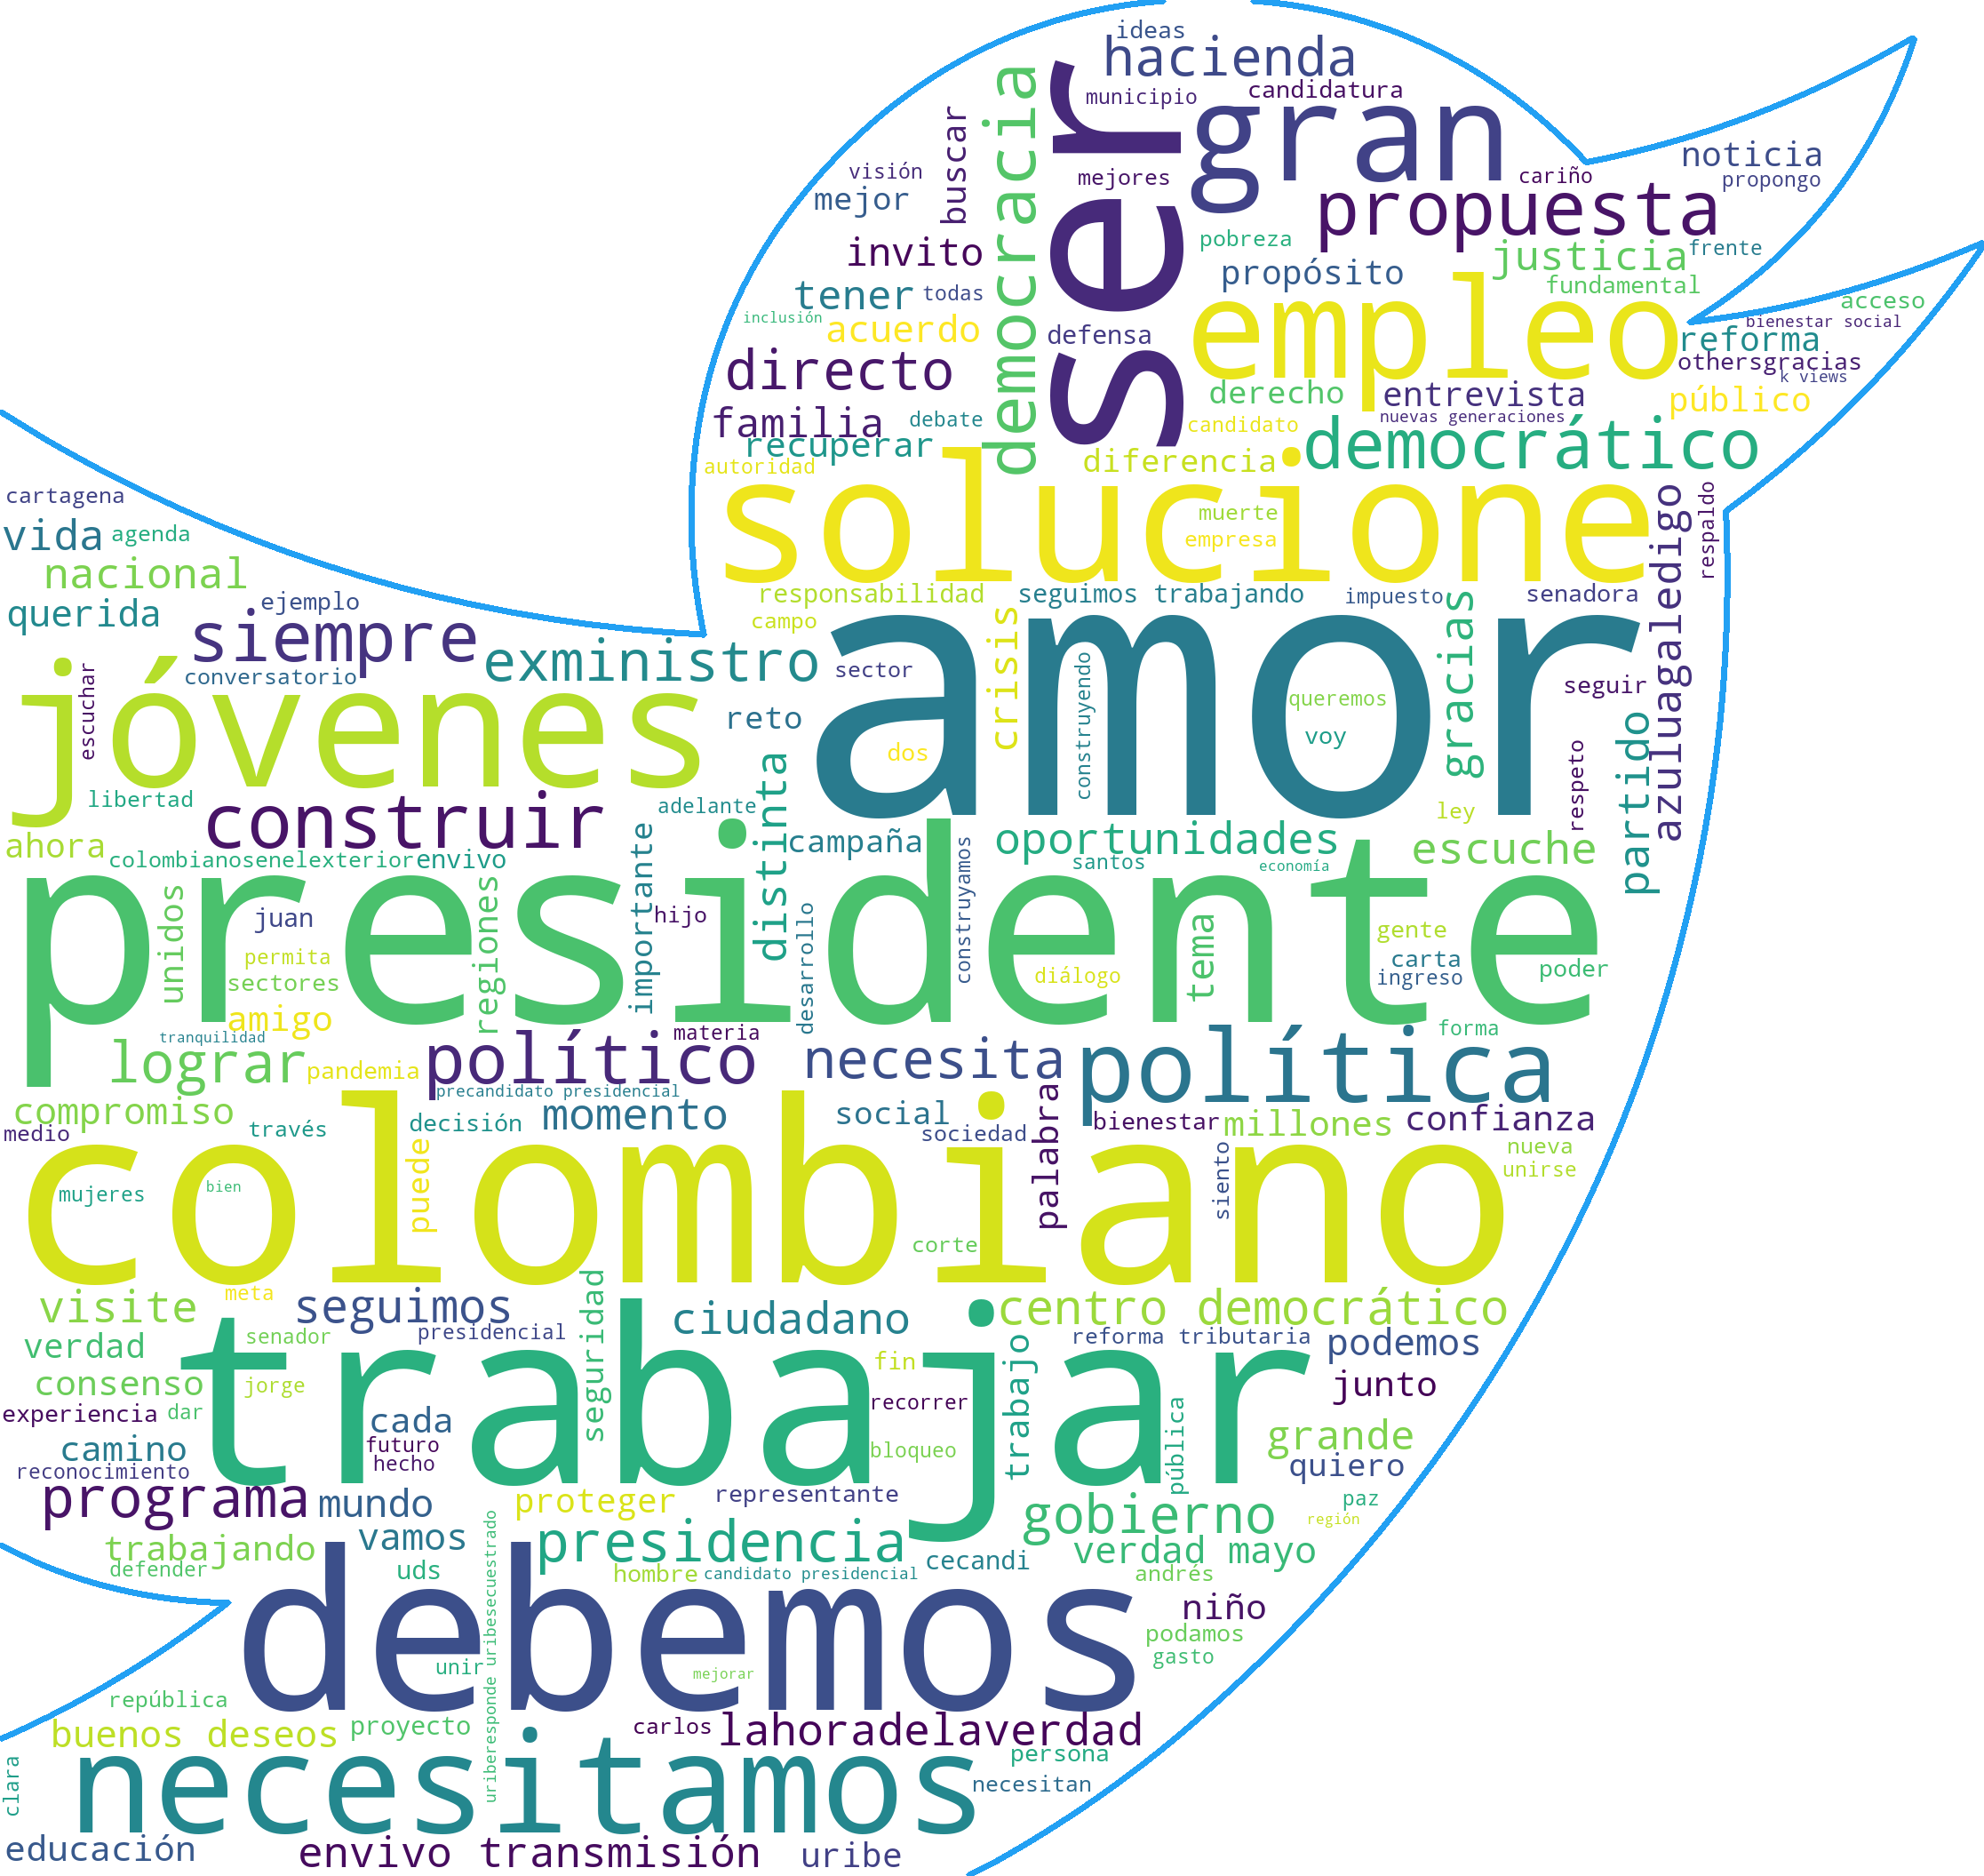 ideas
hacienda
municipio
candidatura
democracia
ser
gran
buscar
visión
mejor
mejores
cariño
noticia
propongo
propuesta
invito
pobreza
justicia
frente
tener
todas
propósito
fundamental
acceso
inclusión
acuerdo
defensa
empleo
bienestar social
reforma
directo
othersgracias
k views
derecho
entrevista
público
familia
debate
candidato
nuevas generaciones
recuperar
democrático
autoridad
diferencia
solucione
cartagena
vida
agenda
muerte
empresa
azuluagaledigo
respaldo
nacional
querida
ejemplo
responsabilidad
seguimos trabajando
impuesto
senadora
campo
siempre
exministro
crisis
amor
gracias
escuchar
conversatorio
sector
construyendo
queremos
seguir
jóvenes
reto
dos
voy
respeto
partido
libertad
construir
adelante
distinta
ley
ahora
colombianosenelexterior
envivo
importante
campaña
oportunidades
santos
economía
escuche
presidente
unidos
juan
regiones
hijo
desarrollo
construyamos
tema
gente
permita
sectores
diálogo
carta
ingreso
poder
amigo
tranquilidad
materia
forma
lograr
pandemia
político
necesita
política
precandidato presidencial
compromiso
medio
través
decisión
momento
social
sociedad
palabra
bienestar
millones
confianza
nueva
unirse
colombiano
mujeres
bien
puede
siento
corte
meta
visite
seguimos
seguridad
ciudadano
centro democrático
verdad
senador
presidencial
reforma tributaria
podemos
trabajar
consenso
jorge
fin
trabajo
junto
experiencia
dar
cada
recorrer
camino
futuro
hecho
bloqueo
pública
grande
reconocimiento
quiero
programa
mundo
proteger
representante
gobierno
paz
región
trabajando
vamos
presidencia
cecandi
verdad mayo
defender
uds
hombre
candidato presidencial
andrés
debemos
uriberesponde uribesecuestrado
niño
podamos
gasto
unir
mejorar
república
buenos deseos
proyecto
carlos
lahoradelaverdad
clara
necesitamos
persona
necesitan
educación
envivo transmisión
uribe